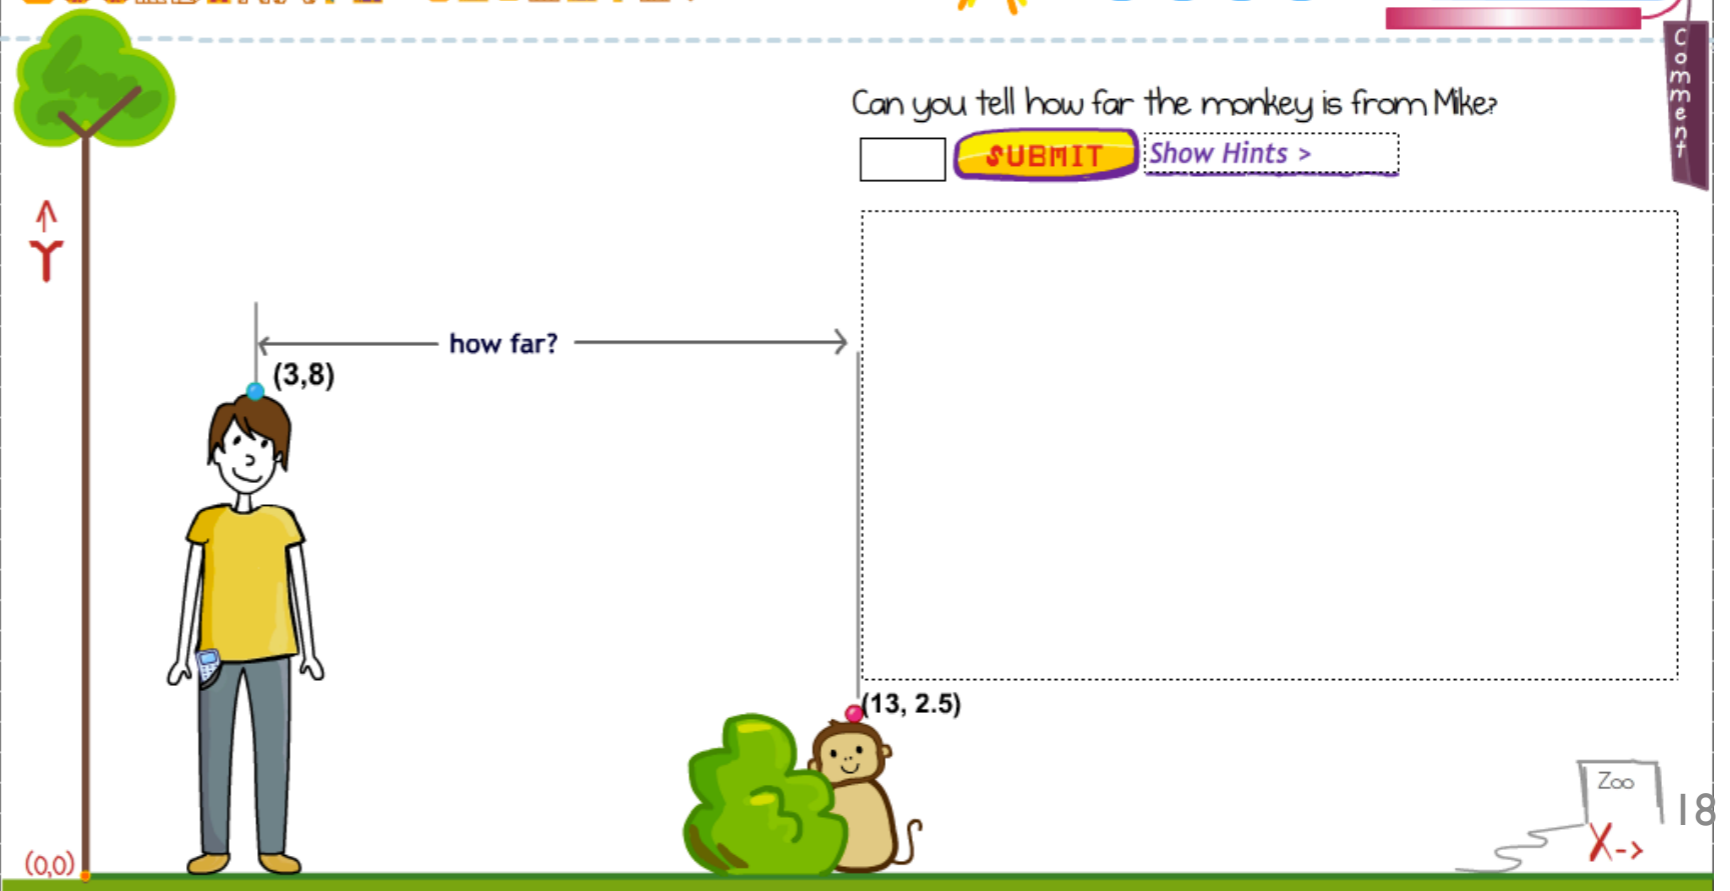 Comment
Can you tell how far the monkey is from Mike?
SUBMIT
Show Hints >
Y
how far?
(3,8)
(13, 2.5)
Zoo
18
X->
(0,0)